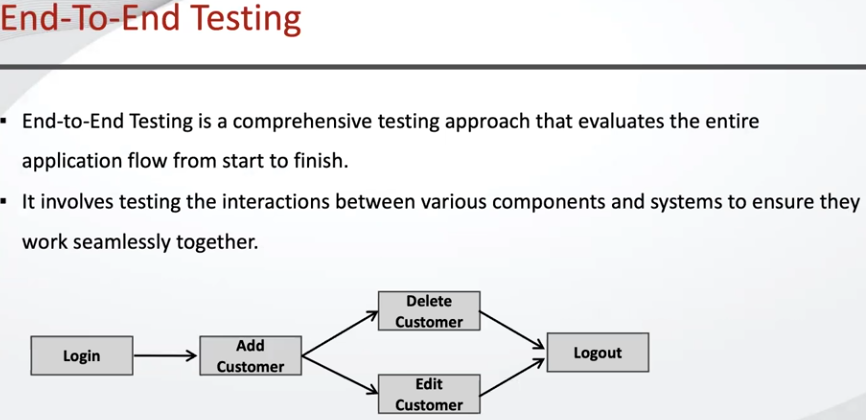 End-To-End Testing
▪ End-to-End Testing is a comprehensive testing approach that evaluates the entire
application flow from start to finish.
▪ It involves testing the interactions between various components and systems to ensure they
work seamlessly together.
Login
Add
Customer
Delete
Customer
Edit
Customer
Logout